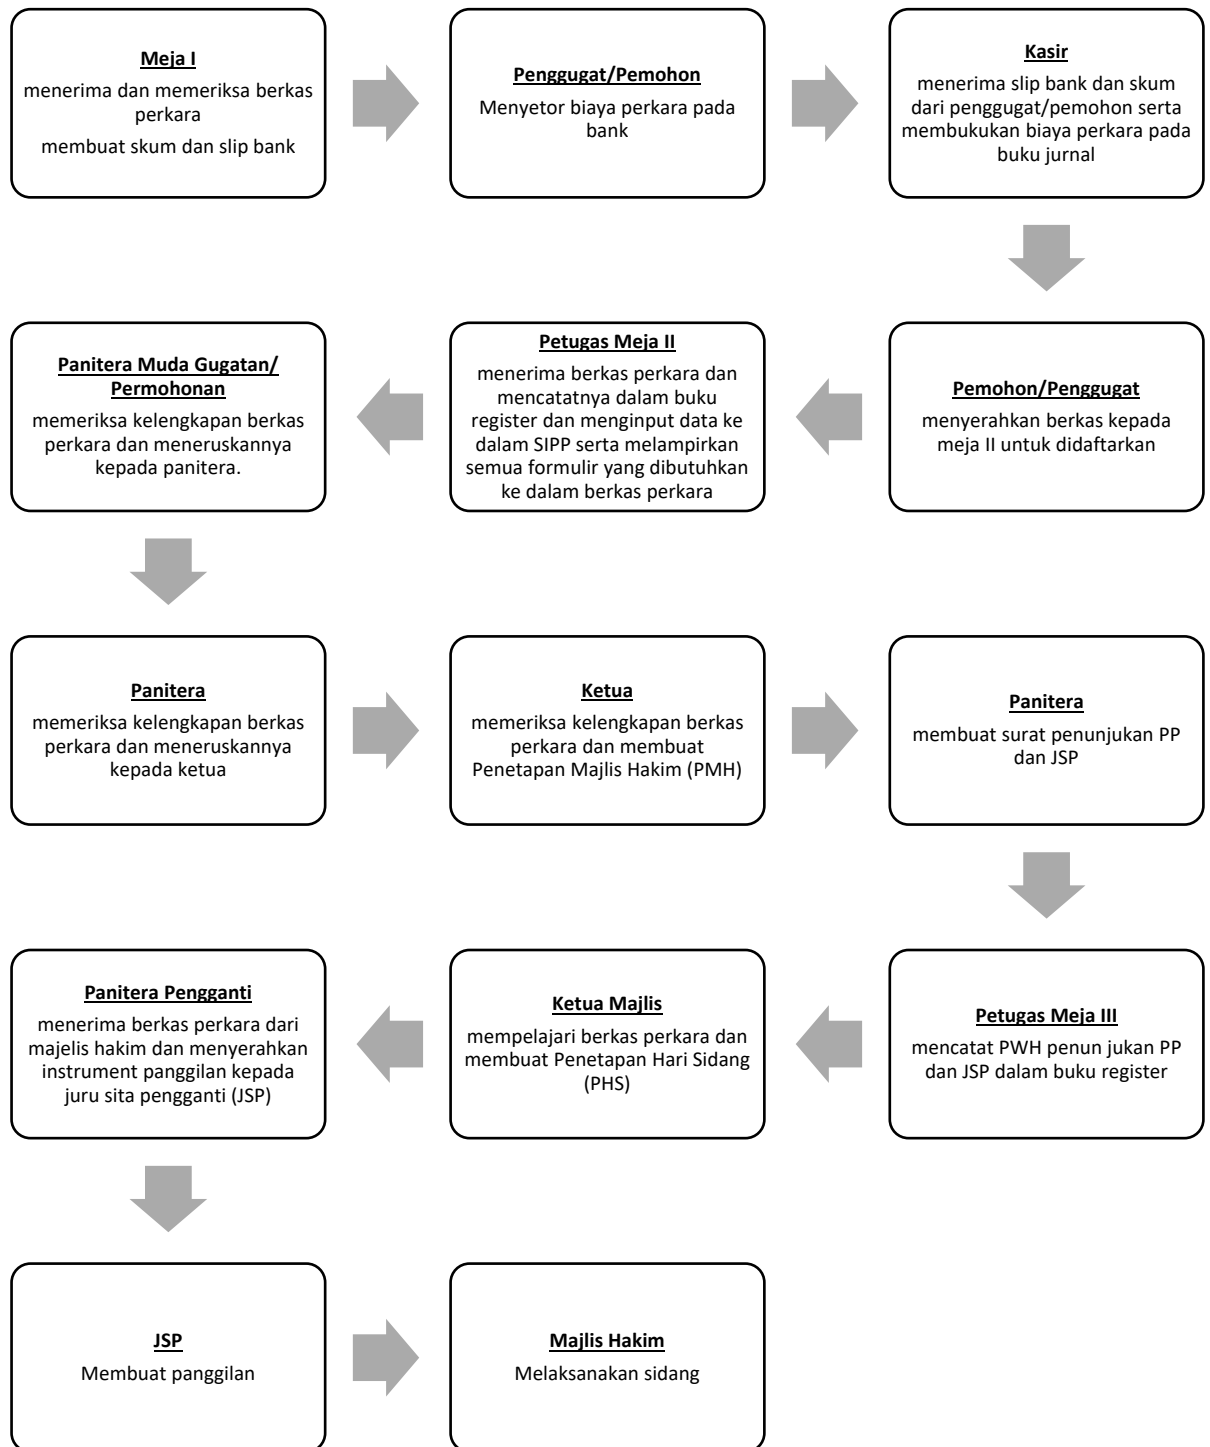 Meja I
menerima dan memeriksa berkas
perkara
membuat skum dan slip bank
Penggugat/Pemohon
Menyetor biaya perkara pada
bank
Kasir
menerima slip bank dan skum
dari penggugat/pemohon serta
membukukan biaya perkara pada
buku jurnal
Pemohon/Penggugat
menyerahkan berkas kepada
meja II untuk didaftarkan
Petugas Meja II
menerima berkas perkara dan
mencatatnya dalam buku
register dan menginput data ke
dalam SIPP serta melampirkan
semua formulir yang dibutuhkan
ke dalam berkas perkara
Panitera Muda Gugatan/
Permohonan
memeriksa kelengkapan berkas
perkara dan meneruskannya
kepada panitera.
Panitera
memeriksa kelengkapan berkas
perkara dan meneruskannya
kepada ketua
Ketua
memeriksa kelengkapan berkas
perkara dan membuat
Penetapan Majlis Hakim (PMH)
Panitera
membuat surat penunjukan PP
dan JSP
Petugas Meja III
mencatat PWH penun jukan PP
dan JSP dalam buku register
Ketua Majlis
mempelajari berkas perkara dan
membuat Penetapan Hari Sidang
(PHS)
Panitera Pengganti
menerima berkas perkara dari
majelis hakim dan menyerahkan
instrument panggilan kepada
juru sita pengganti (JSP)
JSP
Membuat panggilan
Majlis Hakim
Melaksanakan sidang